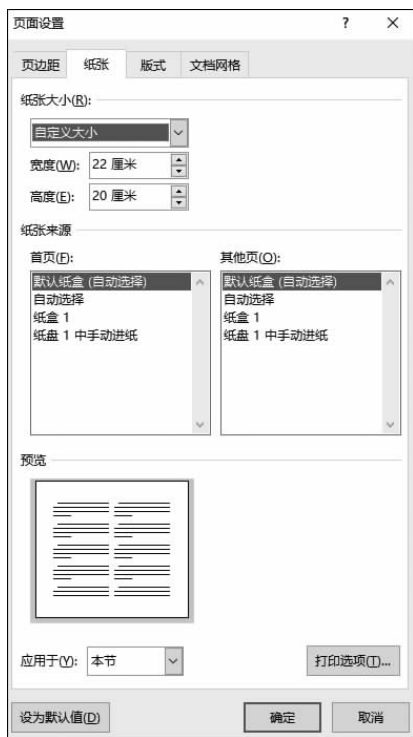 页面设置 ? ×
页边距 纸张 版式 文档网格
纸张大小(R):
自定义大小
宽度(W): 22 厘米
高度(E): 20 厘米
纸张来源
首页(F): 其他页(O):
默认纸盒 (自动选择) 默认纸盒 (自动选择)
自动选择 自动选择
纸盒 1 纸盒 1
纸盘 1 中手动进纸 纸盘 1 中手动进纸
预览
应用于(Y): 本节 打印选项(T)...
设为默认值(D) 确定 取消